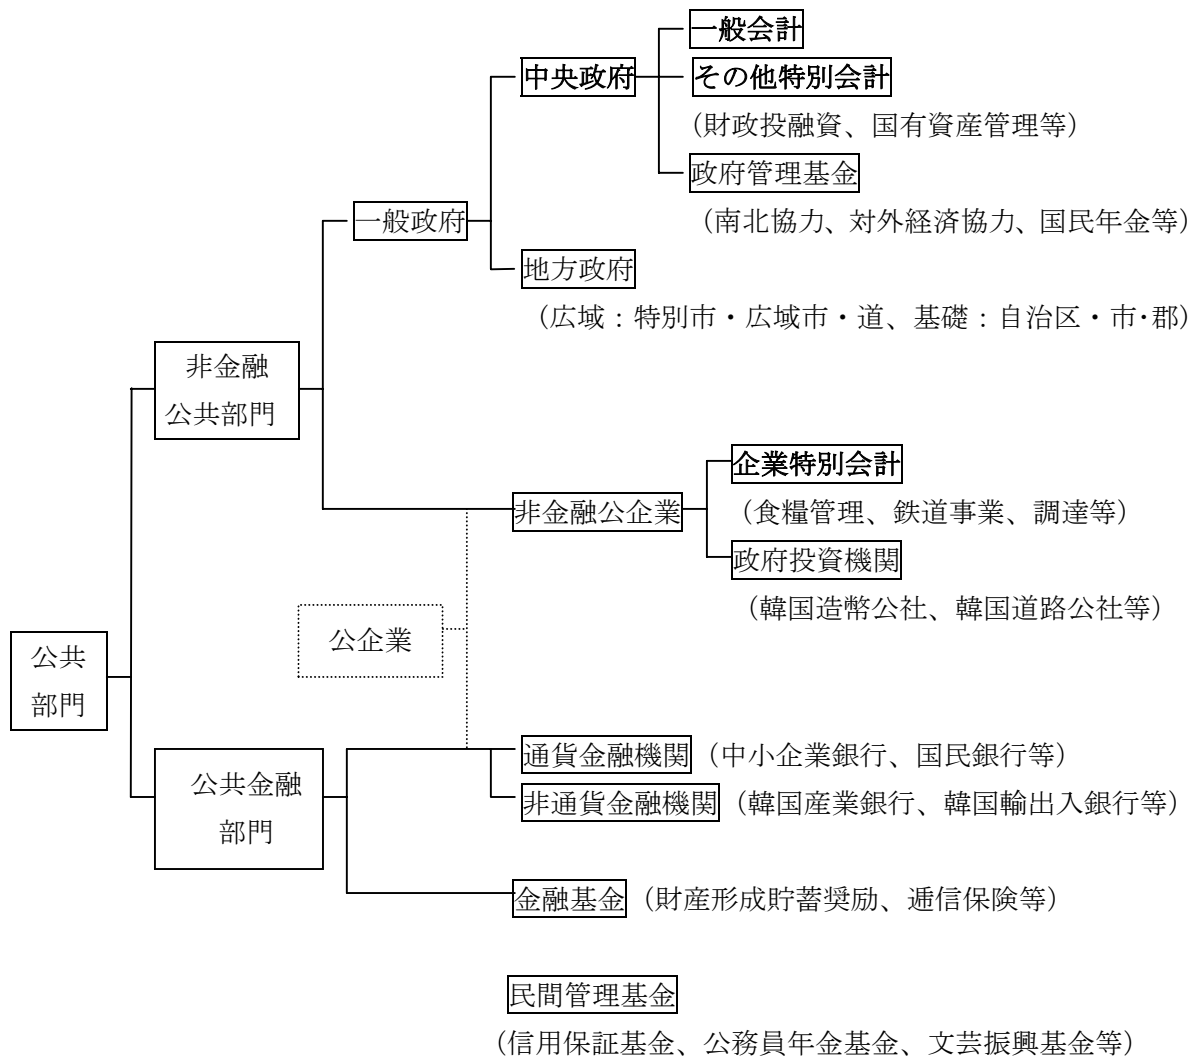 一般会計
中央政府
その他特別会計
（財政投融資、国有資産管理等）
政府管理基金
一般政府
（南北協力、対外経済協力、国民年金等）
地方政府
（広域：特別市・広域市・道、基礎：自治区・市･郡）
非金融
公共部門
企業特別会計
非金融公企業
（食糧管理、鉄道事業、調達等）
政府投資機関
（韓国造幣公社、韓国道路公社等）
公企業
公共
部門
通貨金融機関（中小企業銀行、国民銀行等）
公共金融
部門
非通貨金融機関（韓国産業銀行、韓国輸出入銀行等）
金融基金（財産形成貯蓄奨励、逓信保険等）
民間管理基金
（信用保証基金、公務員年金基金、文芸振興基金等）